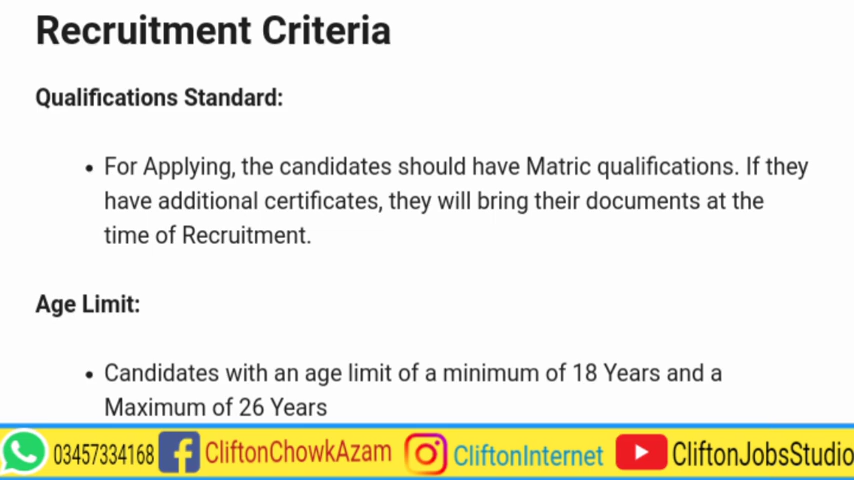 Recruitment Criteria
Qualifications Standard:
• For Applying, the candidates should have Matric qualifications. If they
have additional certificates, they will bring their documents at the
time of Recruitment.
Age Limit:
• Candidates with an age limit of a minimum of 18 Years and a
Maximum of 26 Years
03457334168 CliftonChowkAzam CliftonInternet CliftonJobsStudio